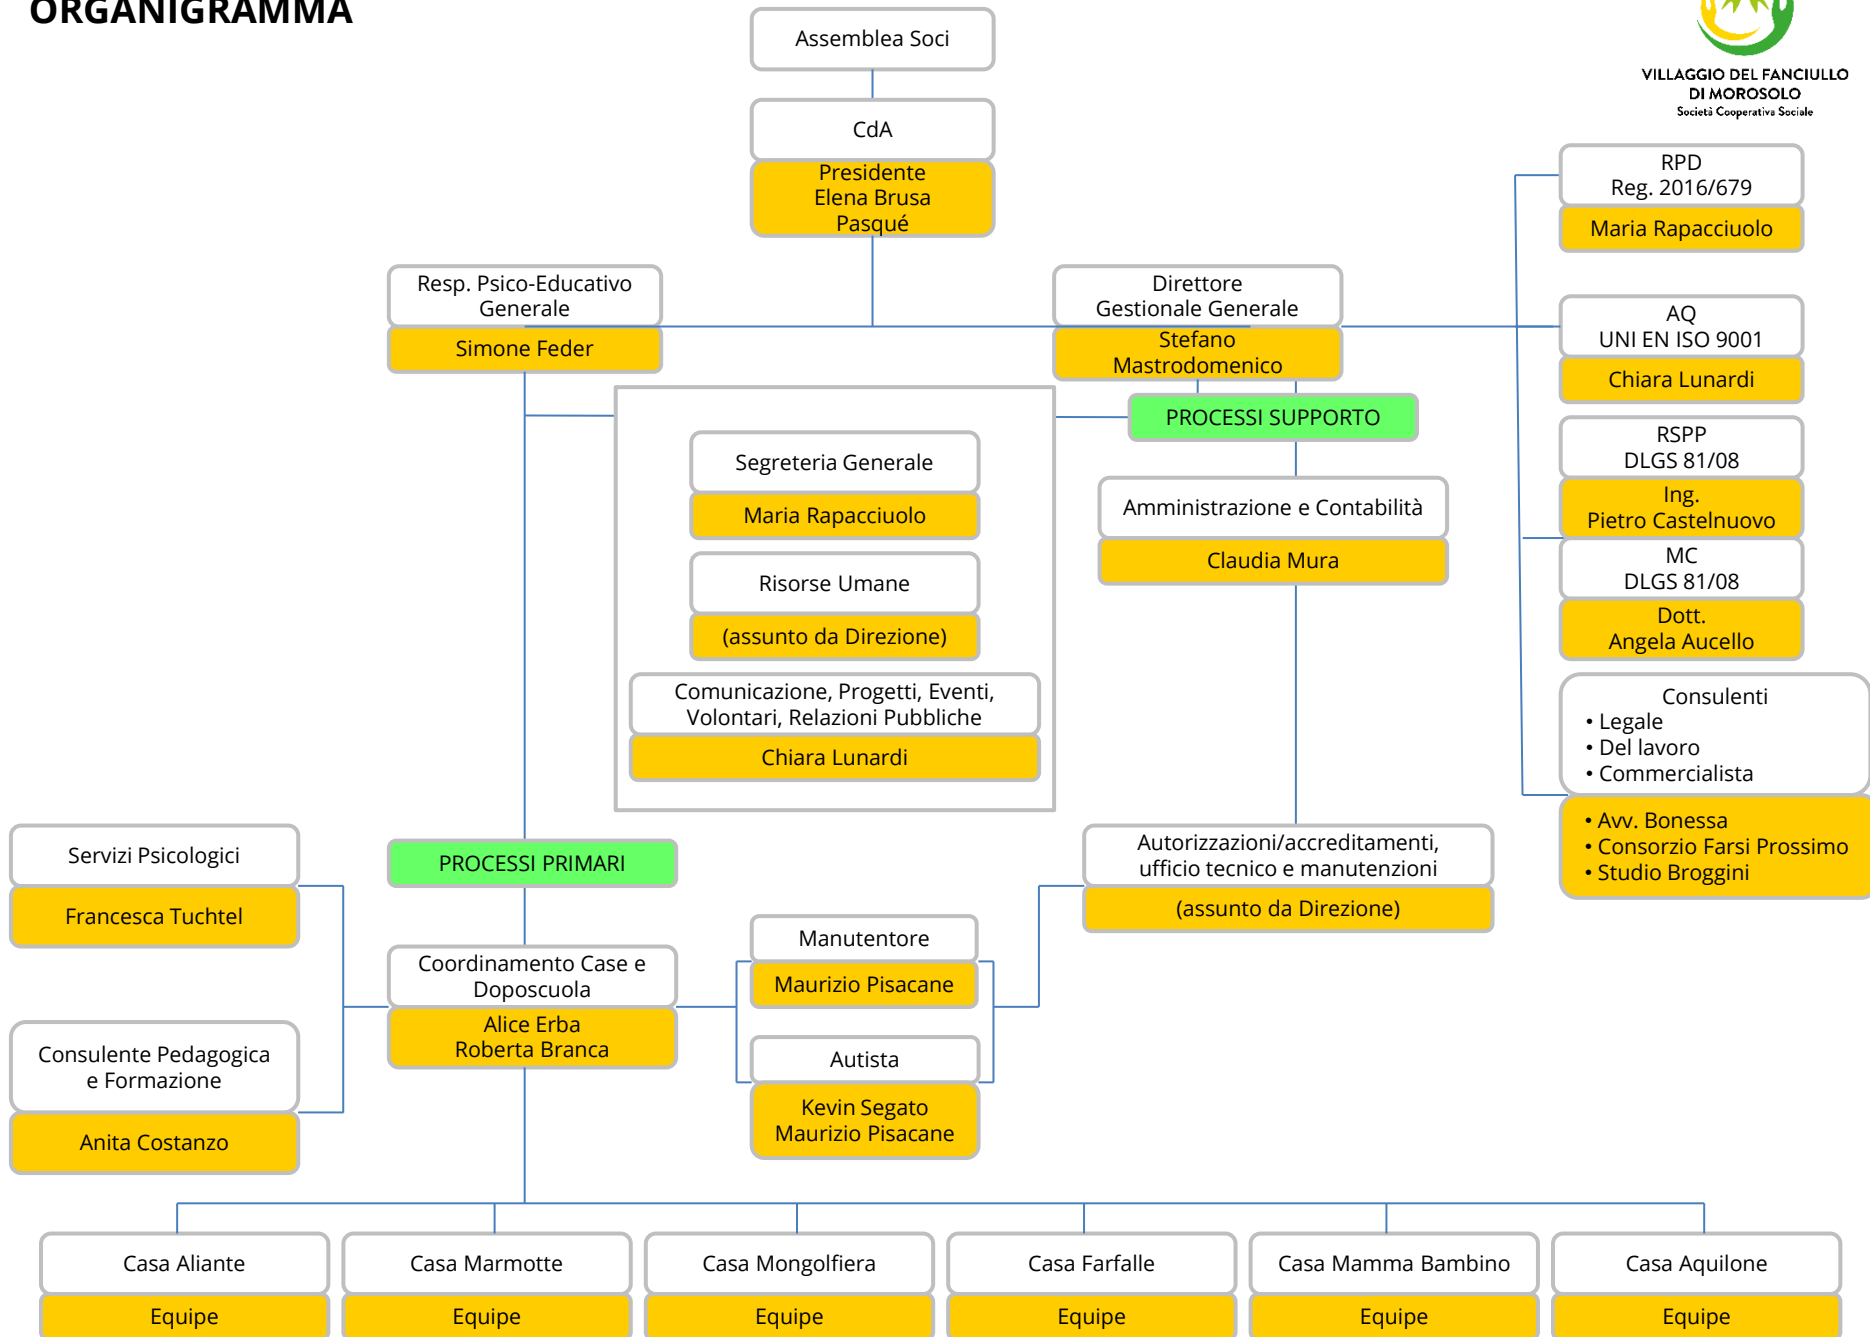 ORGANIGRAMMA
VILLAGGIO DEL FANCIULLO
DI MOROSOLO
Società Cooperativa Sociale
Assemblea Soci
CdA
Presidente
Elena Brusa
Pasqué
RPD
Reg. 2016/679
Maria Rapacciuolo
Resp. Psico-Educativo
Generale
Simone Feder
Direttore
Gestionale Generale
Stefano
Mastrodomenico
AQ
UNI EN ISO 9001
Chiara Lunardi
PROCESSI SUPPORTO
RSPP
DLGS 81/08
Ing.
Pietro Castelnuovo
MC
DLGS 81/08
Dott.
Angela Aucello
Segreteria Generale
Maria Rapacciuolo
Risorse Umane
(assunto da Direzione)
Comunicazione, Progetti, Eventi,
Volontari, Relazioni Pubbliche
Chiara Lunardi
Amministrazione e Contabilità
Claudia Mura
Consulenti
• Legale
• Del lavoro
• Commercialista
• Avv. Bonessa
• Consorzio Farsi Prossimo
• Studio Broggini
Servizi Psicologici
Francesca Tuchtel
PROCESSI PRIMARI
Autorizzazioni/accreditamenti,
ufficio tecnico e manutenzioni
(assunto da Direzione)
Coordinamento Case e
Doposcuola
Alice Erba
Roberta Branca
Manutentore
Maurizio Pisacane
Consulente Pedagogica
e Formazione
Anita Costanzo
Autista
Kevin Segato
Maurizio Pisacane
Casa Aliante
Equipe
Casa Marmotte
Equipe
Casa Mongolfiera
Equipe
Casa Farfalle
Equipe
Casa Mamma Bambino
Equipe
Casa Aquilone
Equipe